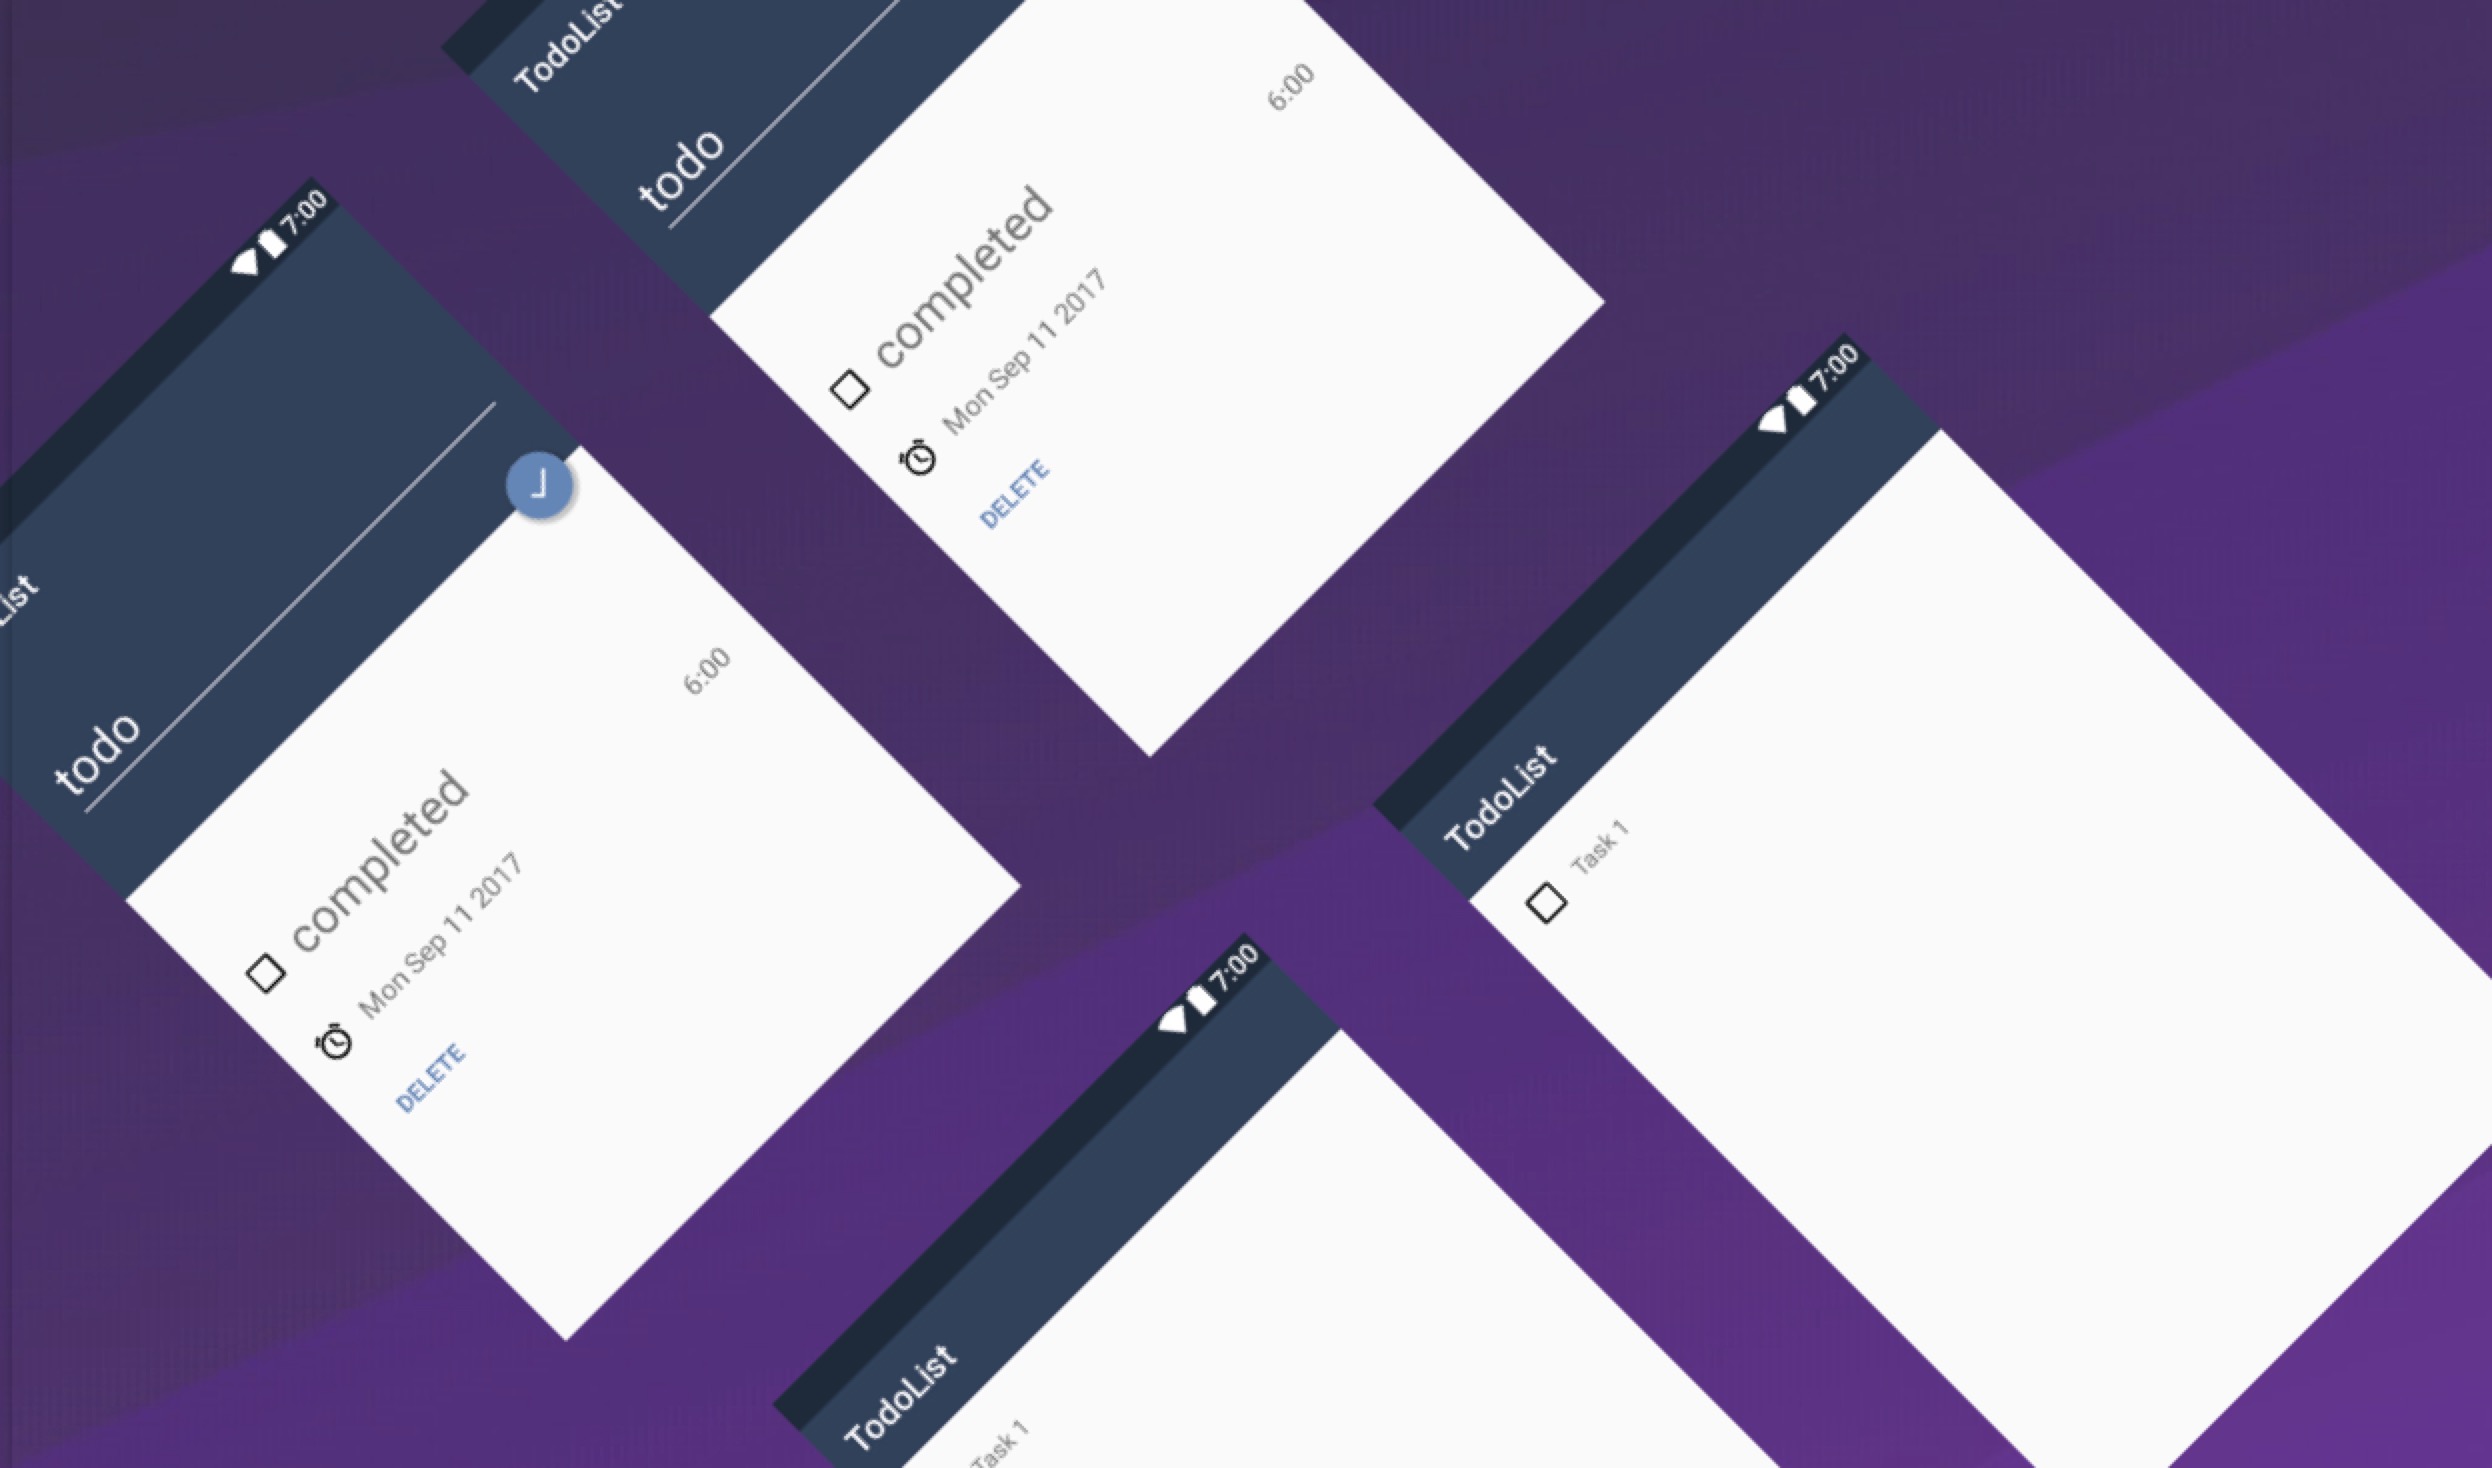 TodoList
todo
completed
6:00
Mon Sep 11 2017
DELETE
7:00
List
todo
completed
6:00
Mon Sep 11 2017
DELETE
7:00
TodoList
Task 1
7:00
TodoList
Task 1